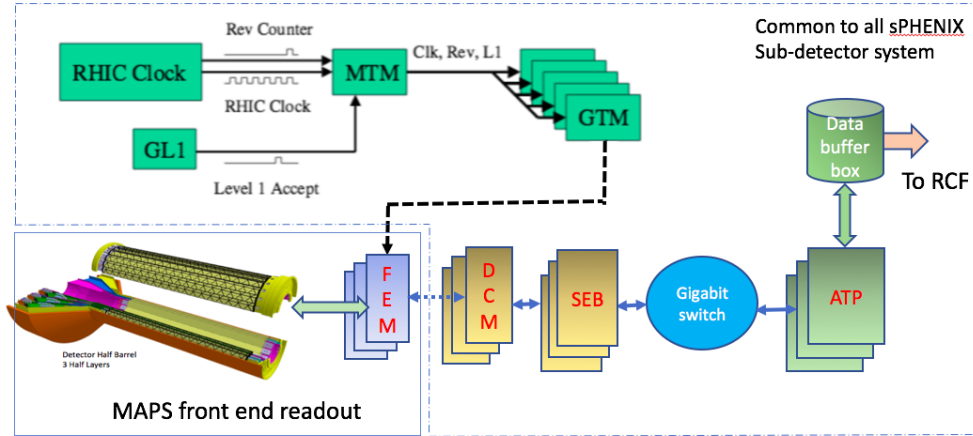 Rev Counter
RHIC Clock
RHIC Clock
MTM
Clk, Rev, L1
GTM
GL1
Level 1 Accept
Common to all sPHENIX
Sub-detector system
Data
buffer
box
To RCF
F
E
M
D
C
M
SEB
Gigabit
switch
ATP
Detector Half Barrel
3 Half Layers
MAPS front end readout